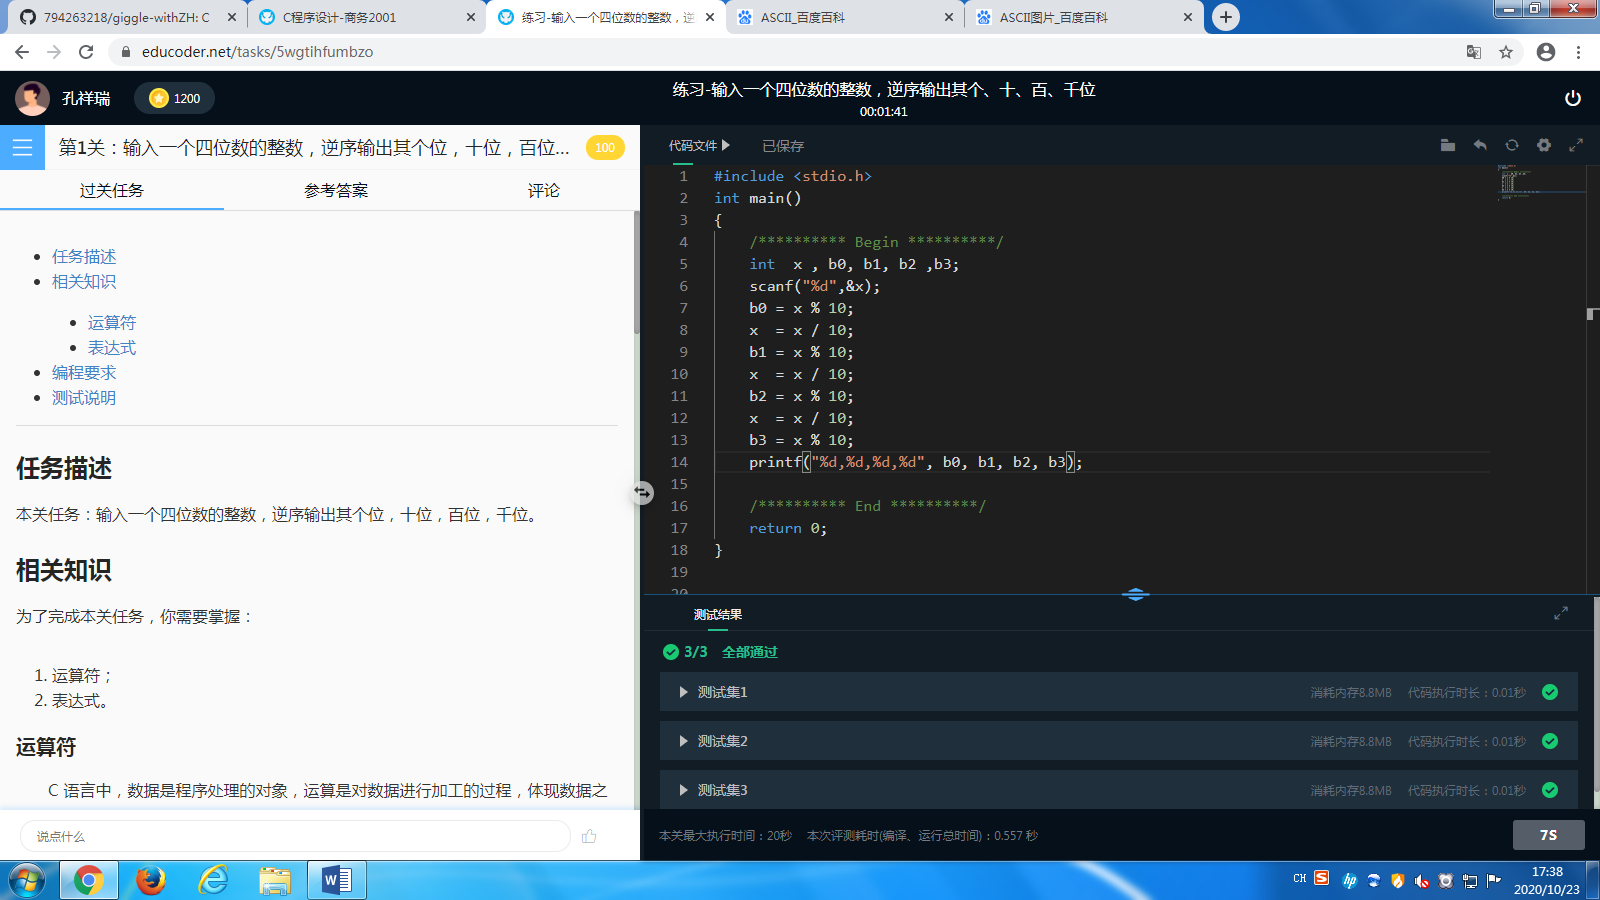 794263218/giggle-withZH: C
C程序设计-商务2001
练习-输入一个四位数的整数，逆
ASCII_百度百科
ASCII图片_百度百科
educoder.net/tasks/5wgtihfumbzo
孔祥瑞
1200
练习-输入一个四位数的整数，逆序输出其个、十、百、千位
00:01:41
第1关：输入一个四位数的整数，逆序输出其个位，十位，百位...
100
过关任务
参考答案
评论
任务描述
相关知识
运算符
表达式
编程要求
测试说明
任务描述
本关任务：输入一个四位数的整数，逆序输出其个位，十位，百位，千位。
相关知识
为了完成本关任务，你需要掌握：
1. 运算符；
2. 表达式。
运算符
C 语言中，数据是程序处理的对象，运算是对数据进行加工的过程，体现数据之
说点什么
代码文件
已保存
1 #include <stdio.h>
2 int main()
3 {
4 /********** Begin **********/
5 int  x , b0, b1, b2 ,b3;
6 scanf("%d",&x);
7 b0 = x % 10;
8 x  = x / 10;
9 b1 = x % 10;
10 x  = x / 10;
11 b2 = x % 10;
12 x  = x / 10;
13 b3 = x % 10;
14 printf("%d,%d,%d,%d", b0, b1, b2, b3);
15
16 /********** End **********/
17 return 0;
18 }
19
20
测试结果
3/3 全部通过
测试集1 消耗内存8.8MB 代码执行时长：0.01秒
测试集2 消耗内存8.8MB 代码执行时长：0.01秒
测试集3 消耗内存8.8MB 代码执行时长：0.01秒
本关最大执行时间：20秒 本次评测耗时(编译、运行总时间)：0.557 秒
7S
CH
17:38
2020/10/23